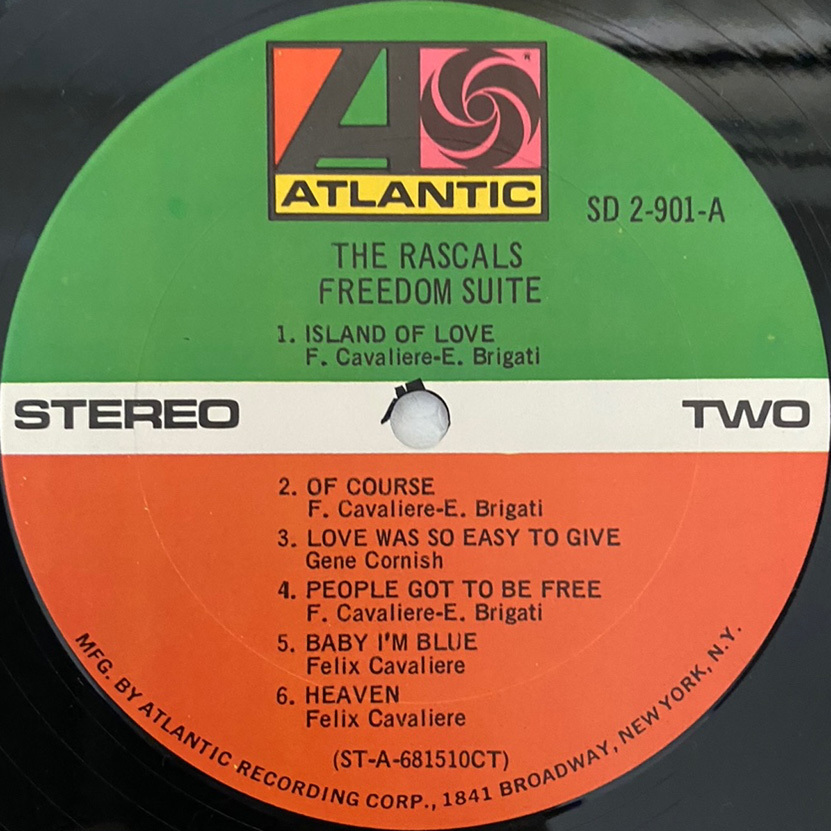 ATLANTIC
SD 2-901-A
THE RASCALS
FREEDOM SUITE
1. ISLAND OF LOVE
F. Cavaliere-E. Brigati
STEREO
TWO
2. OF COURSE
F. Cavaliere-E. Brigati
3. LOVE WAS SO EASY TO GIVE
Gene Cornish
4. PEOPLE GOT TO BE FREE
F. Cavaliere-E. Brigati
5. BABY I'M BLUE
Felix Cavaliere
6. HEAVEN
Felix Cavaliere
(ST-A-681510CT)
MFG. BY ATLANTIC RECORDING CORP., 1841 BROADWAY, NEW YORK, N.Y.